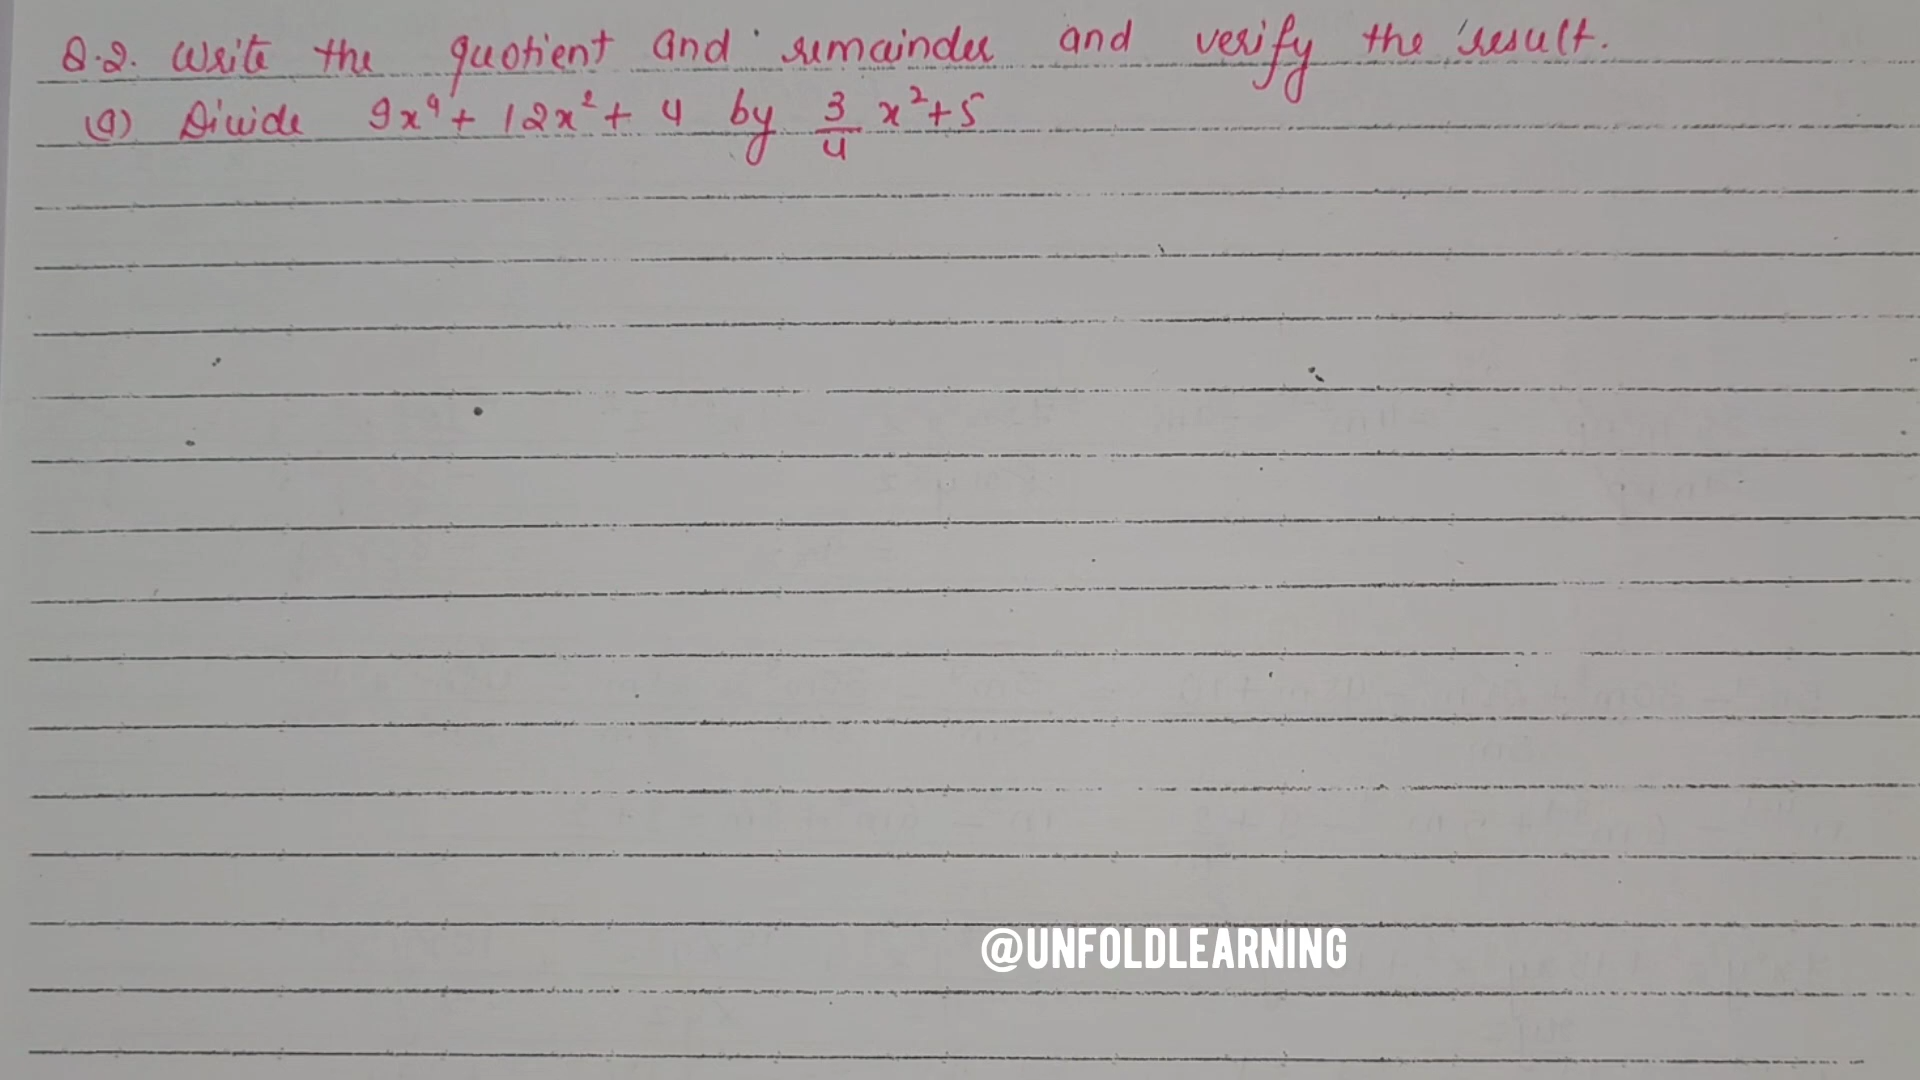 Q.2. Write the quotient and remainder and verify the result.
(a) Divide 9x⁴ + 12x² + 4 by 3/4 x² + 5
@UNFOLDLEARNING